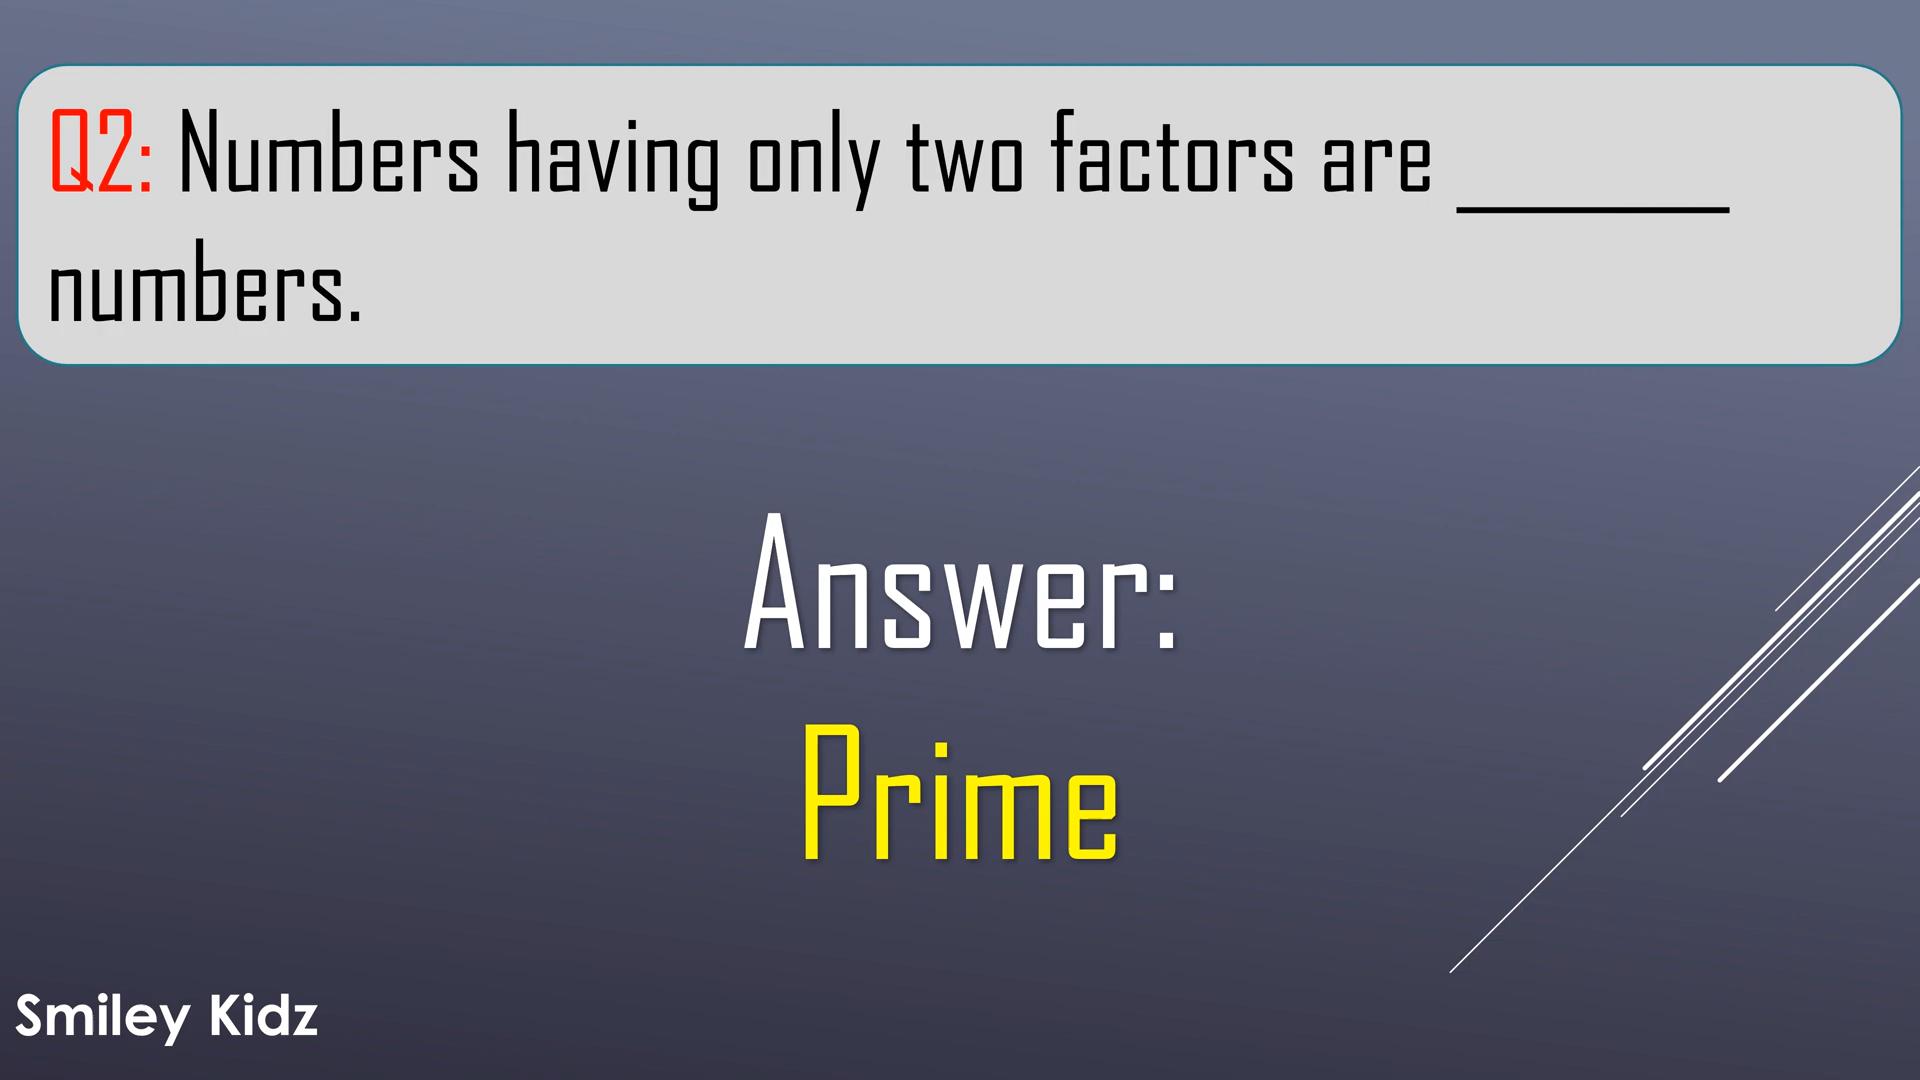 Q2: Numbers having only two factors are ________
numbers.
Answer:
Prime
Smiley Kidz